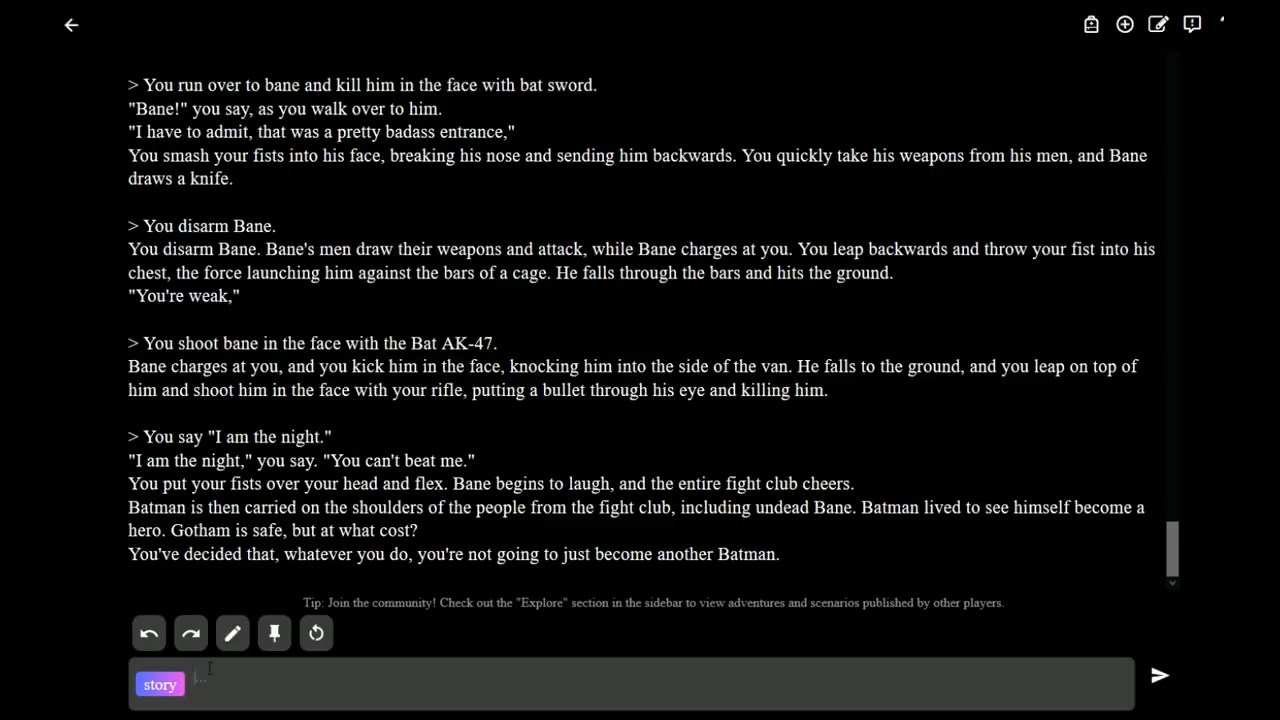 > You run over to bane and kill him in the face with bat sword.
"Bane!" you say, as you walk over to him.
"I have to admit, that was a pretty badass entrance,"
You smash your fists into his face, breaking his nose and sending him backwards. You quickly take his weapons from his men, and Bane
draws a knife.
> You disarm Bane.
You disarm Bane. Bane's men draw their weapons and attack, while Bane charges at you. You leap backwards and throw your fist into his
chest, the force launching him against the bars of a cage. He falls through the bars and hits the ground.
"You're weak,"
> You shoot bane in the face with the Bat AK-47.
Bane charges at you, and you kick him in the face, knocking him into the side of the van. He falls to the ground, and you leap on top of
him and shoot him in the face with your rifle, putting a bullet through his eye and killing him.
> You say "I am the night."
"I am the night," you say. "You can't beat me."
You put your fists over your head and flex. Bane begins to laugh, and the entire fight club cheers.
Batman is then carried on the shoulders of the people from the fight club, including undead Bane. Batman lived to see himself become a
hero. Gotham is safe, but at what cost?
You've decided that, whatever you do, you're not going to just become another Batman.
Tip: Join the community! Check out the "Explore" section in the sidebar to view adventures and scenarios published by other players.
story ...